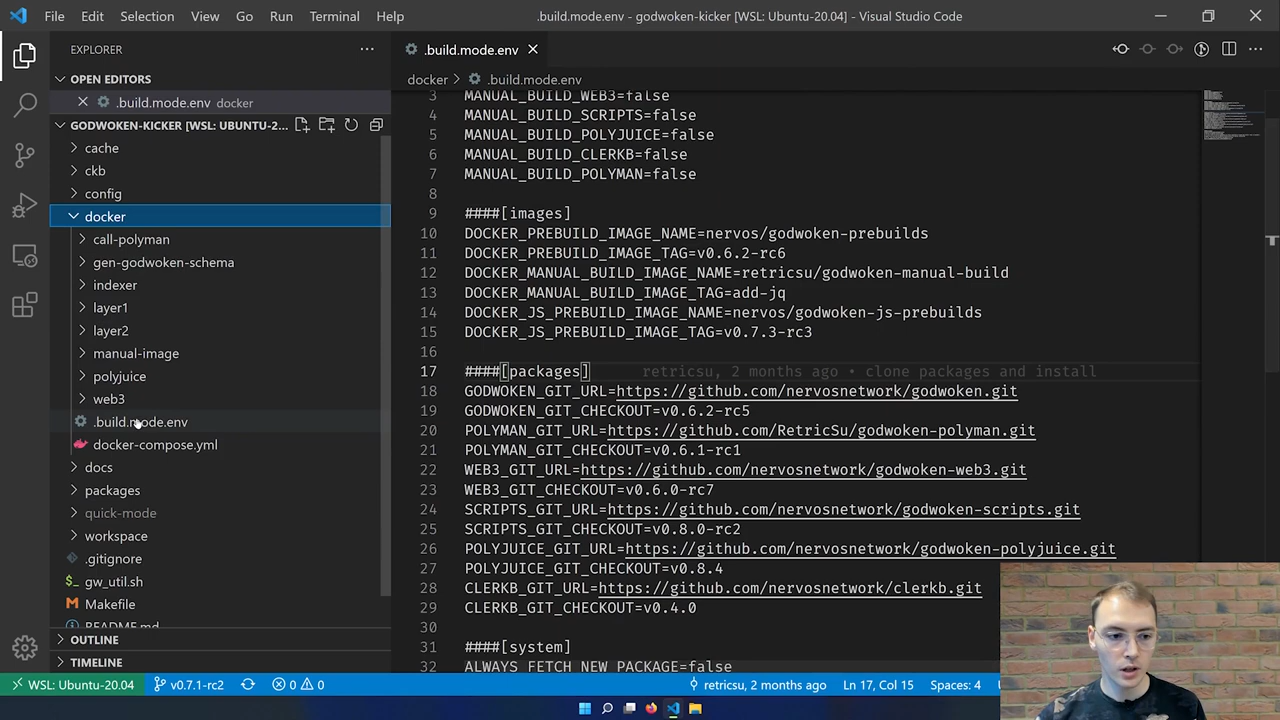 File Edit Selection View Go Run Terminal Help
.build.mode.env - godwoken-kicker [WSL: Ubuntu-20.04] - Visual Studio Code
EXPLORER
OPEN EDITORS
.build.mode.env docker
GODWOKEN-KICKER [WSL: UBUNTU-2...
cache
ckb
config
docker
call-polyman
gen-godwoken-schema
indexer
layer1
layer2
manual-image
polyjuice
web3
.build.mode.env
docker-compose.yml
docs
packages
quick-mode
workspace
.gitignore
gw_util.sh
Makefile
README.md
OUTLINE
TIMELINE
.build.mode.env
docker > .build.mode.env
3 MANUAL_BUILD_WEB3=false
4 MANUAL_BUILD_SCRIPTS=false
5 MANUAL_BUILD_POLYJUICE=false
6 MANUAL_BUILD_CLERKB=false
7 MANUAL_BUILD_POLYMAN=false
8
9 ####[images]
10 DOCKER_PREBUILD_IMAGE_NAME=nervos/godwoken-prebuilds
11 DOCKER_PREBUILD_IMAGE_TAG=v0.6.2-rc6
12 DOCKER_MANUAL_BUILD_IMAGE_NAME=retricsu/godwoken-manual-build
13 DOCKER_MANUAL_BUILD_IMAGE_TAG=add-jq
14 DOCKER_JS_PREBUILD_IMAGE_NAME=nervos/godwoken-js-prebuilds
15 DOCKER_JS_PREBUILD_IMAGE_TAG=v0.7.3-rc3
16
17 ####[packages] retricsu, 2 months ago • clone packages and install
18 GODWOKEN_GIT_URL=https://github.com/nervosnetwork/godwoken.git
19 GODWOKEN_GIT_CHECKOUT=v0.6.2-rc5
20 POLYMAN_GIT_URL=https://github.com/RetricSu/godwoken-polyman.git
21 POLYMAN_GIT_CHECKOUT=v0.6.1-rc1
22 WEB3_GIT_URL=https://github.com/nervosnetwork/godwoken-web3.git
23 WEB3_GIT_CHECKOUT=v0.6.0-rc7
24 SCRIPTS_GIT_URL=https://github.com/nervosnetwork/godwoken-scripts.git
25 SCRIPTS_GIT_CHECKOUT=v0.8.0-rc2
26 POLYJUICE_GIT_URL=https://github.com/nervosnetwork/godwoken-polyjuice.git
27 POLYJUICE_GIT_CHECKOUT=v0.8.4
28 CLERKB_GIT_URL=https://github.com/nervosnetwork/clerkb.git
29 CLERKB_GIT_CHECKOUT=v0.4.0
30
31 ####[system]
32 ALWAYS_FETCH_NEW_PACKAGE=false
WSL: Ubuntu-20.04 v0.7.1-rc2 0 0 retricsu, 2 months ago Ln 17, Col 15 Spaces: 4